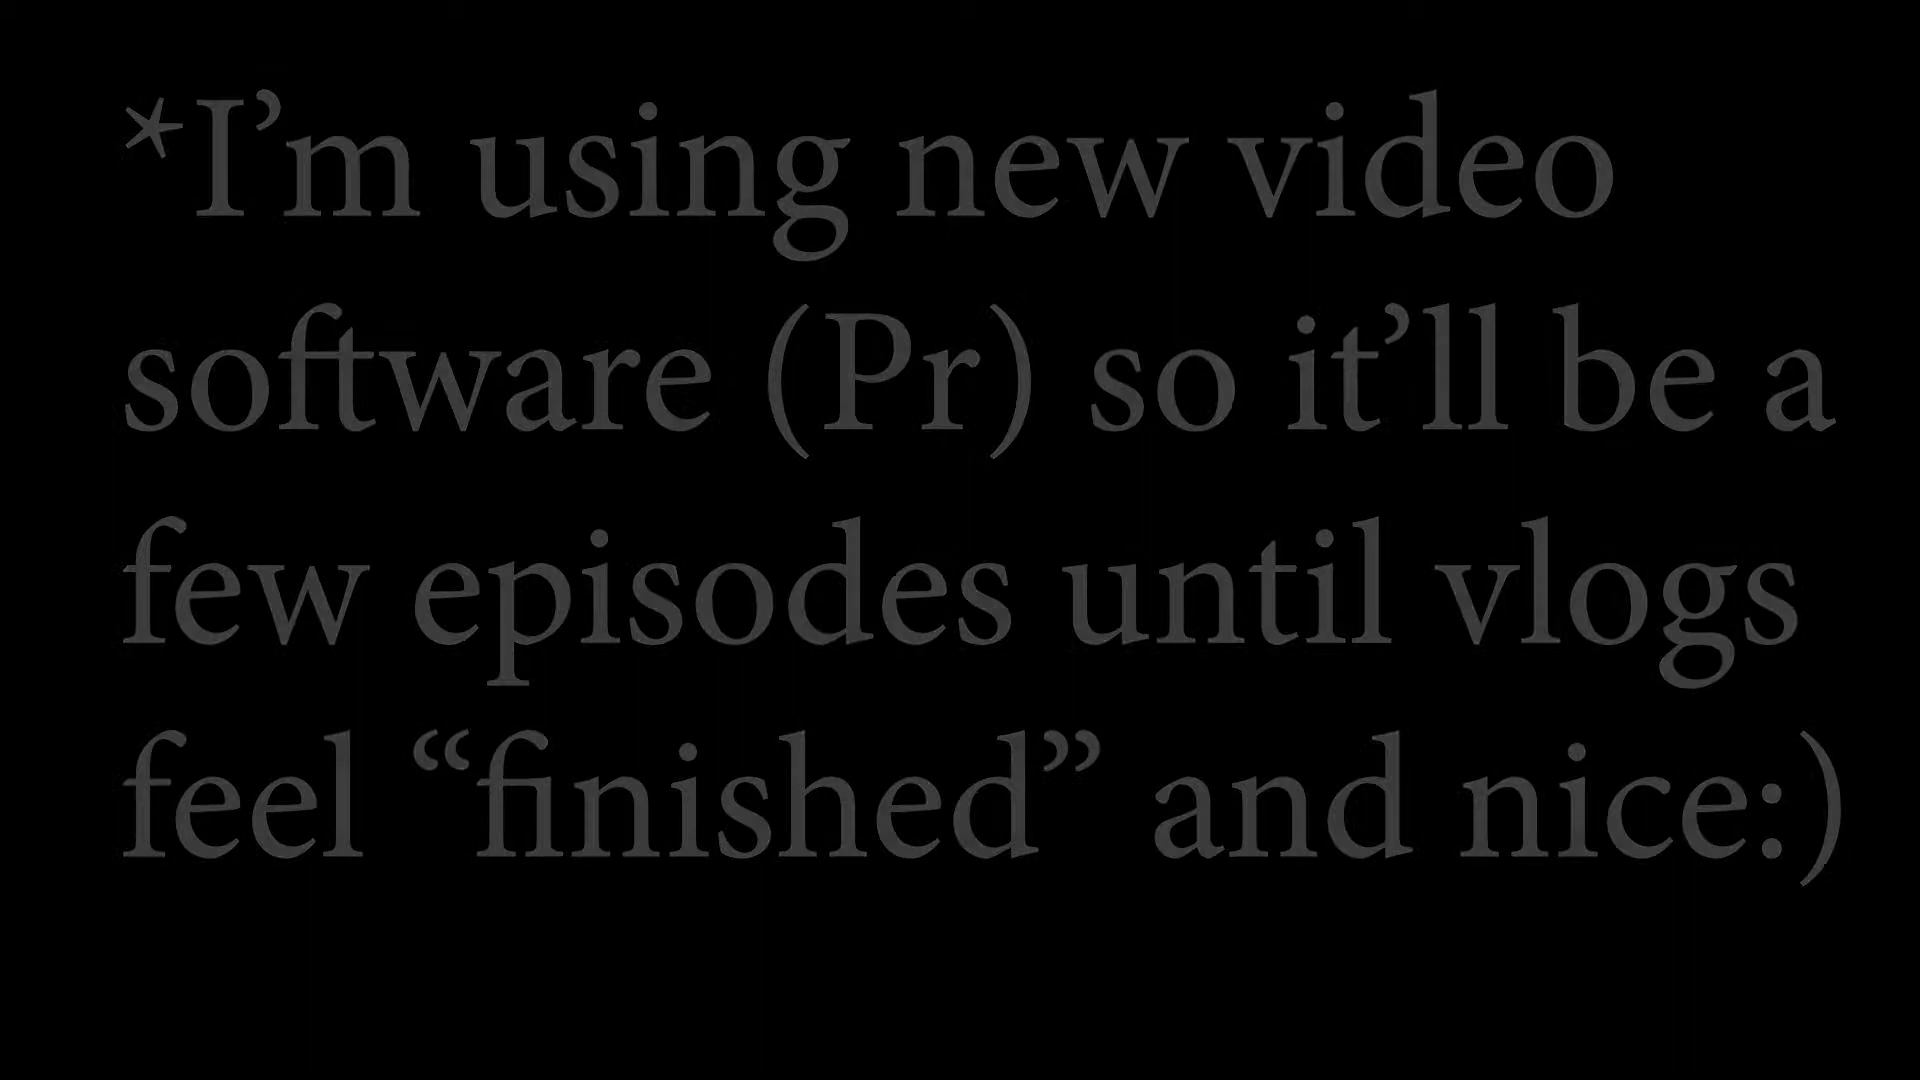 *I’m using new video
software (Pr) so it’ll be a
few episodes until vlogs
feel “finished” and nice:)